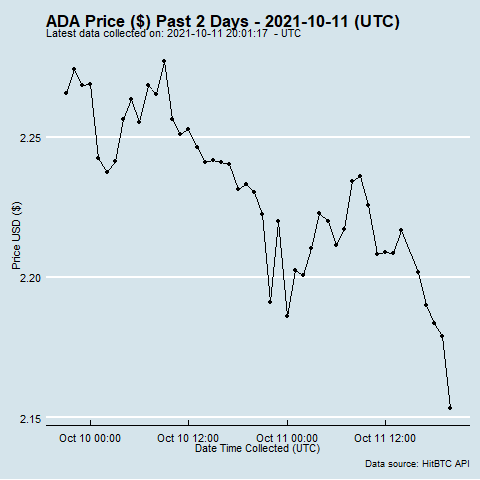 ADA Price ($) Past 2 Days - 2021-10-11 (UTC)
Latest data collected on: 2021-10-11 20:01:17 - UTC
2.25
2.20
2.15
Price USD ($)
Oct 10 00:00 Oct 10 12:00 Oct 11 00:00 Oct 11 12:00
Date Time Collected (UTC)
Data source: HitBTC API